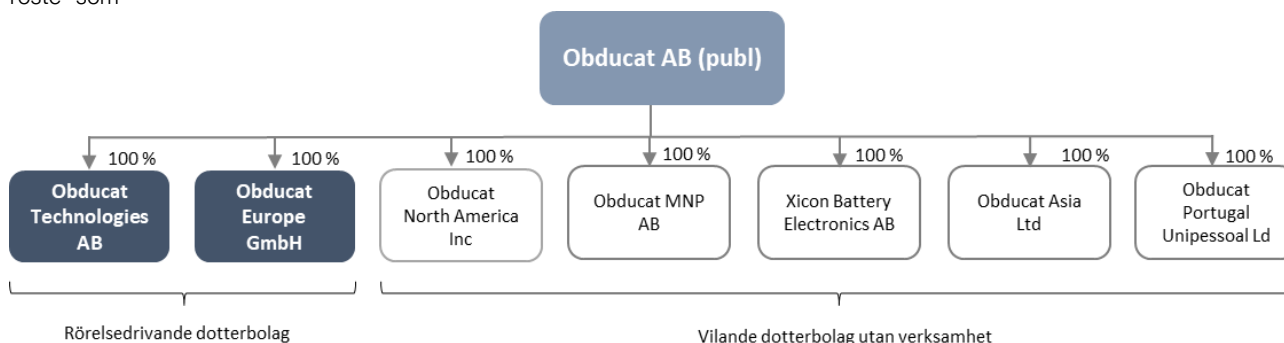 röste- som
Obducat AB (publ)
100 %
100 %
100 %
100 %
100 %
100 %
100 %
Obducat
Technologies
AB
Obducat
Europe
GmbH
Obducat
North America
Inc
Obducat MNP
AB
Xicon Battery
Electronics AB
Obducat Asia
Ltd
Obducat
Portugal
Unipessoal Ld
Rörelsedrivande dotterbolag
Vilande dotterbolag utan verksamhet